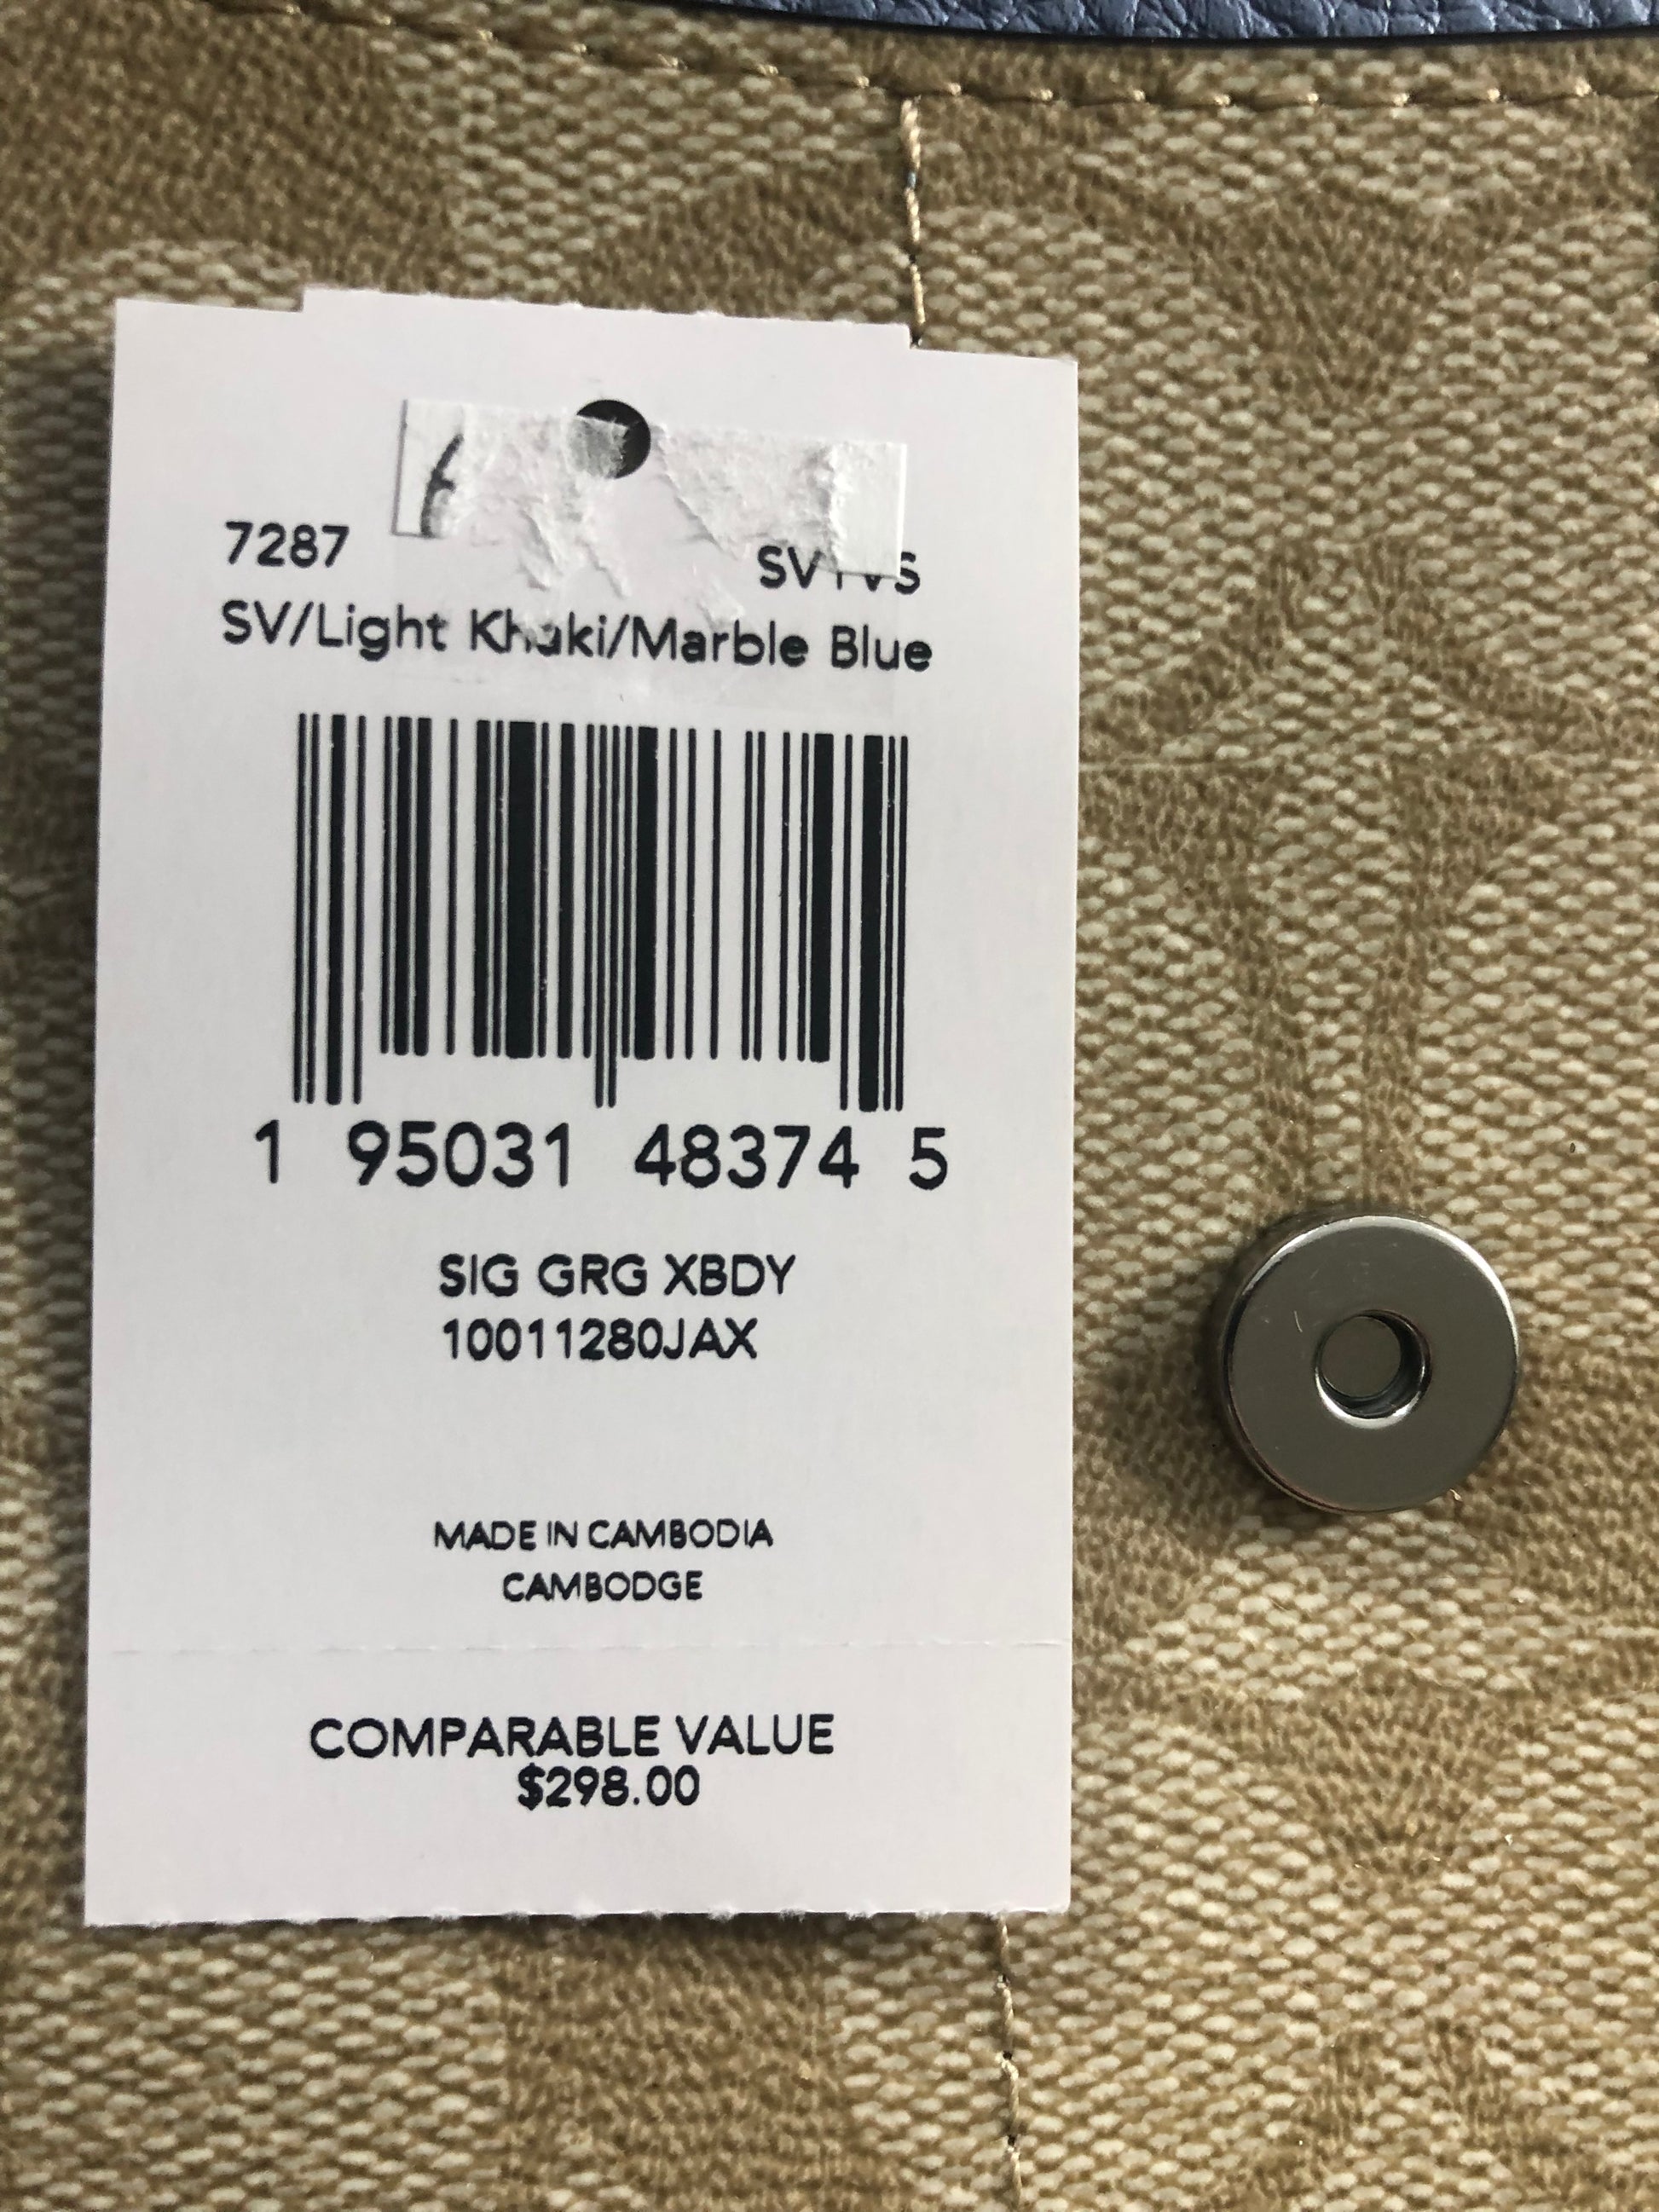 7287
SV/Light Khaki/Marble Blue
1 95031 48374 5
SIG GRG XBDY
10011280JAX
MADE IN CAMBODIA
CAMBODGE
COMPARABLE VALUE
$298.00